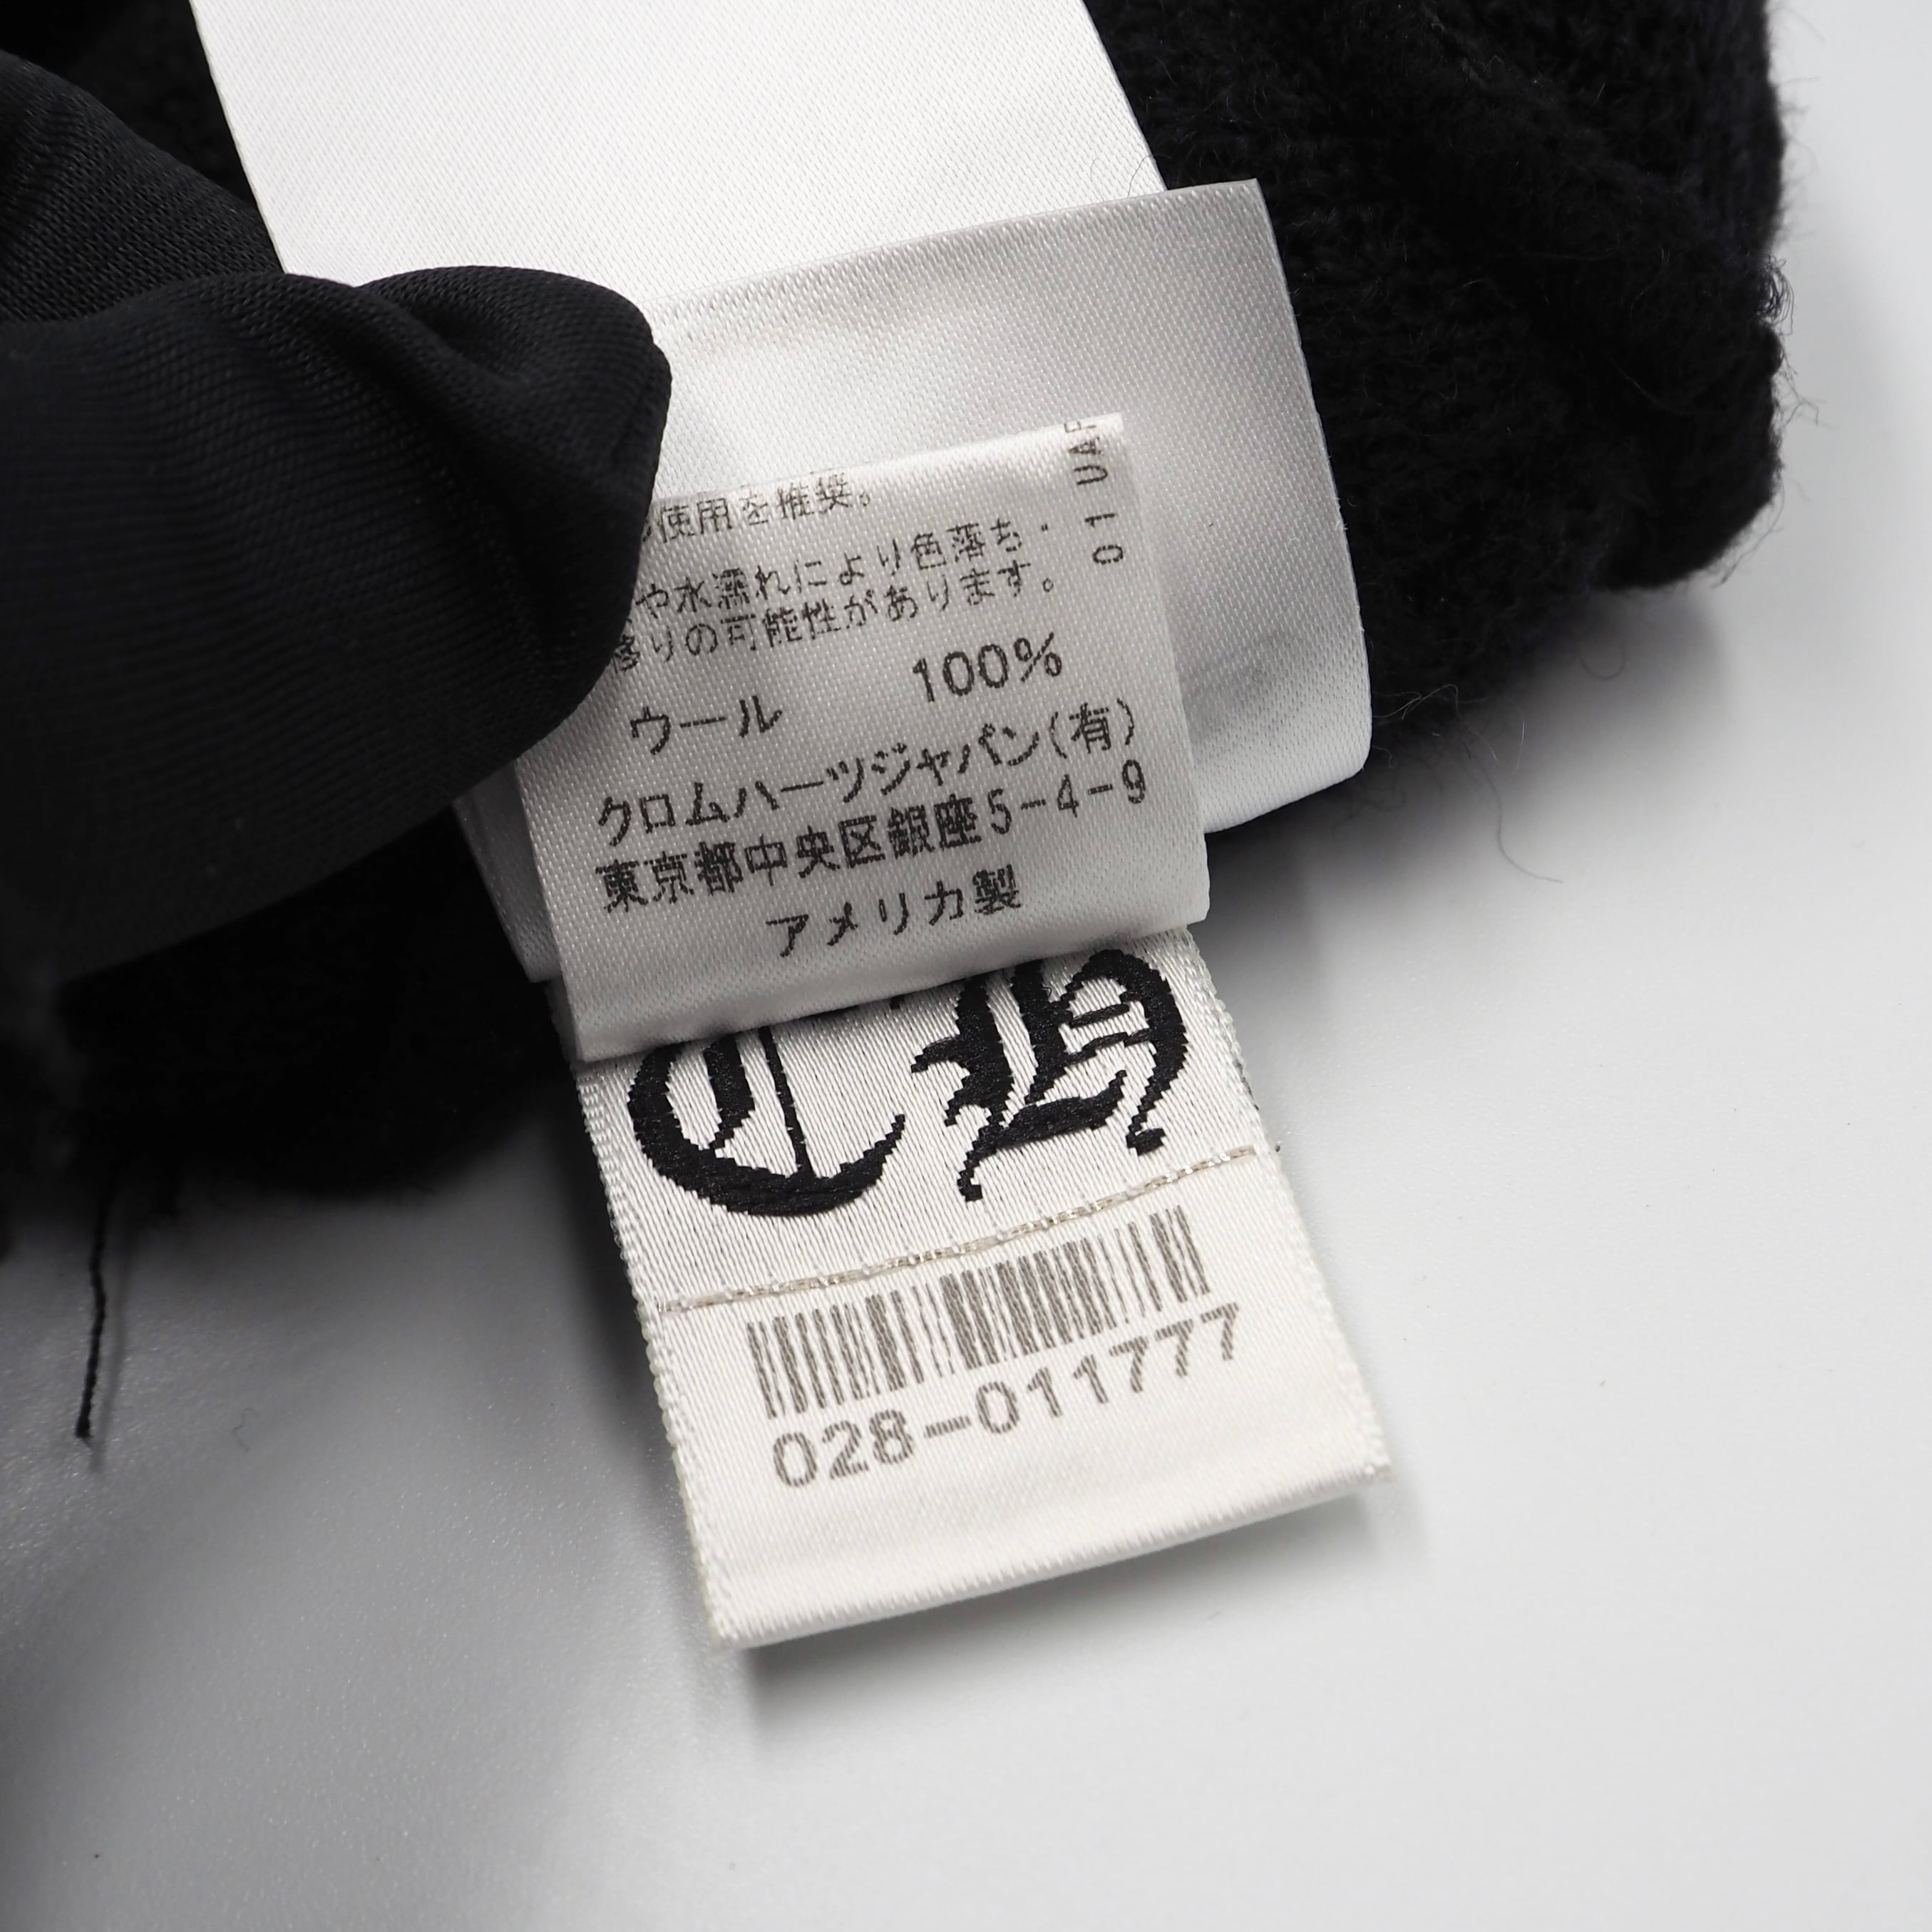 使用を推奨。
や水濡れにより色落ち・
移りの可能性があります。
ウール 100%
クロムハーツジャパン(有)
東京都中央区銀座5-4-9
アメリカ製
01 UAF
CH
028-011777